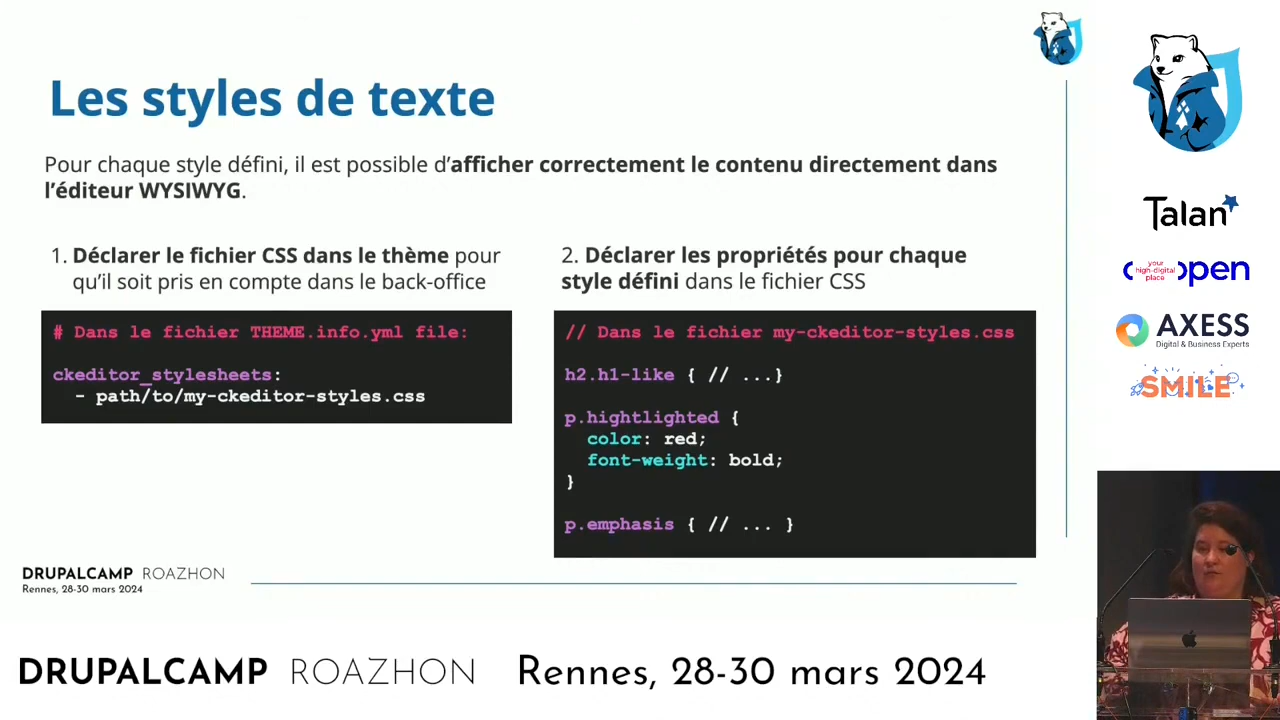 Les styles de texte
Pour chaque style défini, il est possible d’afficher correctement le contenu directement dans
l’éditeur WYSIWYG.
1. Déclarer le fichier CSS dans le thème pour
qu’il soit pris en compte dans le back-office
# Dans le fichier THEME.info.yml file:
ckeditor_stylesheets:
- path/to/my-ckeditor-styles.css
2. Déclarer les propriétés pour chaque
style défini dans le fichier CSS
// Dans le fichier my-ckeditor-styles.css
h2.h1-like { // ...}
p.hightlighted {
color: red;
font-weight: bold;
}
p.emphasis { // ... }
DRUPALCAMP ROAZHON
Rennes, 28-30 mars 2024
Talan
your
high-digital
place
open
AXESS
Digital & Business Experts
SMILE
DRUPALCAMP ROAZHON Rennes, 28-30 mars 2024